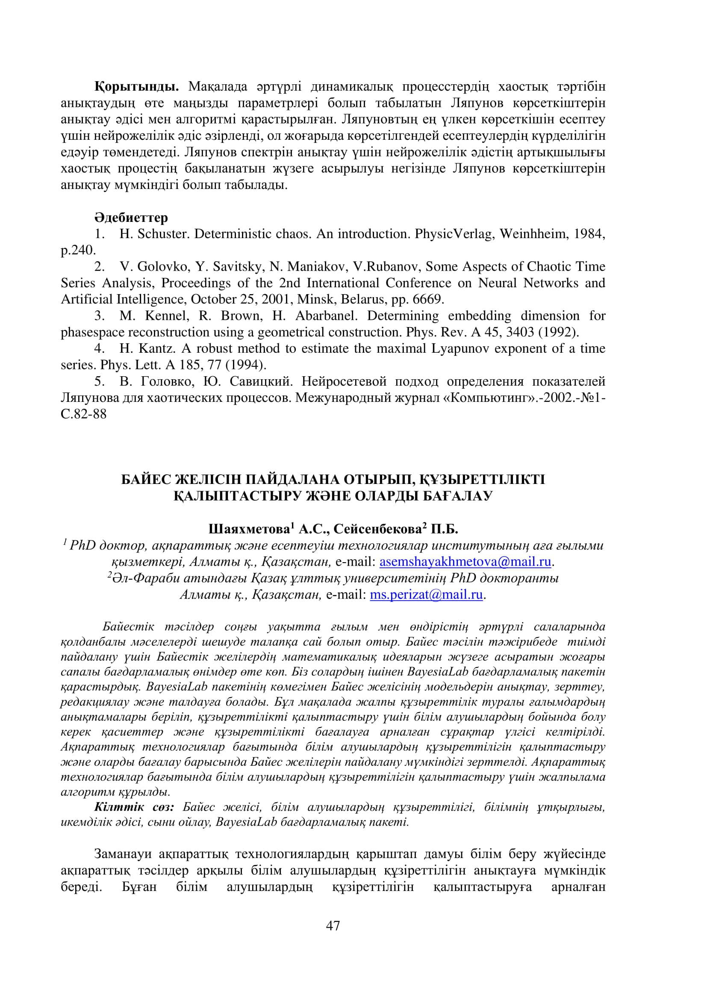 Қорытынды. Мақалада әртүрлі динамикалық процесстердің хаостық тәртібін
анықтаудың өте маңызды параметрлері болып табылатын Ляпунов көрсеткіштерін
анықтау әдісі мен алгоритмі қарастырылған. Ляпуновтың ең үлкен көрсеткішін есептеу
үшін нейрожелілік әдіс әзірленді, ол жоғарыда көрсетілгендей есептеулердің күрделілігін
едәуір төмендетеді. Ляпунов спектрін анықтау үшін нейрожелілік әдістің артықшылығы
хаостық процестің бақыланатын жүзеге асырылуы негізінде Ляпунов көрсеткіштерін
анықтау мүмкіндігі болып табылады.
Әдебиеттер
1. H. Schuster. Deterministic chaos. An introduction. PhysicVerlag, Weinhheim, 1984,
p.240.
2. V. Golovko, Y. Savitsky, N. Maniakov, V.Rubanov, Some Aspects of Chaotic Time
Series Analysis, Proceedings of the 2nd International Conference on Neural Networks and
Artificial Intelligence, October 25, 2001, Minsk, Belarus, pp. 6669.
3. M. Kennel, R. Brown, H. Abarbanel. Determining embedding dimension for
phasespace reconstruction using a geometrical construction. Phys. Rev. A 45, 3403 (1992).
4. H. Kantz. A robust method to estimate the maximal Lyapunov exponent of a time
series. Phys. Lett. A 185, 77 (1994).
5. В. Головко, Ю. Савицкий. Нейросетевой подход определения показателей
Ляпунова для хаотических процессов. Межународный журнал «Компьютинг».-2002.-№1-
С.82-88
БАЙЕС ЖЕЛІСІН ПАЙДАЛАНА ОТЫРЫП, ҚҰЗЫРЕТТІЛІКТІ
ҚАЛЫПТАСТЫРУ ЖӘНЕ ОЛАРДЫ БАҒАЛАУ
Шаяхметова¹ А.С., Сейсенбекова² П.Б.
¹ PhD доктор, ақпараттық және есептеуіш технологиялар институтының аға ғылыми
қызметкері, Алматы қ., Қазақстан, e-mail: asemshayakhmetova@mail.ru.
²Әл-Фараби атындағы Қазақ ұлттық университетінің PhD докторанты
Алматы қ., Қазақстан, e-mail: ms.perizat@mail.ru.
Байестік тәсілдер соңғы уақытта ғылым мен өндірістің әртүрлі салаларында
қолданбалы мәселелерді шешуде талапқа сай болып отыр. Байес тәсілін тәжірибеде тиімді
пайдалану үшін Байестік желілердің математикалық идеяларын жүзеге асыратын жоғары
сапалы бағдарламалық өнімдер өте көп. Біз солардың ішінен BayesiaLab бағдарламалық пакетін
қарастырдық. BayesiaLab пакетінің көмегімен Байес желісінің модельдерін анықтау, зерттеу,
редакциялау және талдауға болады. Бұл мақалада жалпы құзыреттілік туралы ғалымдардың
анықтамалары беріліп, құзыреттілікті қалыптастыру үшін білім алушылардың бойында болу
керек қасиеттер және құзыреттілікті бағалауға арналған сұрақтар үлгісі келтірілді.
Ақпараттық технологиялар бағытында білім алушылардың құзыреттілігін қалыптастыру
және оларды бағалау барысында Байес желілерін пайдалану мүмкіндігі зерттелді. Ақпараттық
технологиялар бағытында білім алушылардың құзыреттілігін қалыптастыру үшін жалпылама
алгоритм құрылды.
Кілттік сөз: Байес желісі, білім алушылардың құзыреттілігі, білімнің ұтқырлығы,
икемділік әдісі, сыни ойлау, BayesiaLab бағдарламалық пакеті.
Заманауи ақпараттық технологиялардың қарыштап дамуы білім беру жүйесінде
ақпараттық тәсілдер арқылы білім алушылардың құзіреттілігін анықтауға мүмкіндік
береді. Бұған білім алушылардың құзіреттілігін қалыптастыруға арналған
47